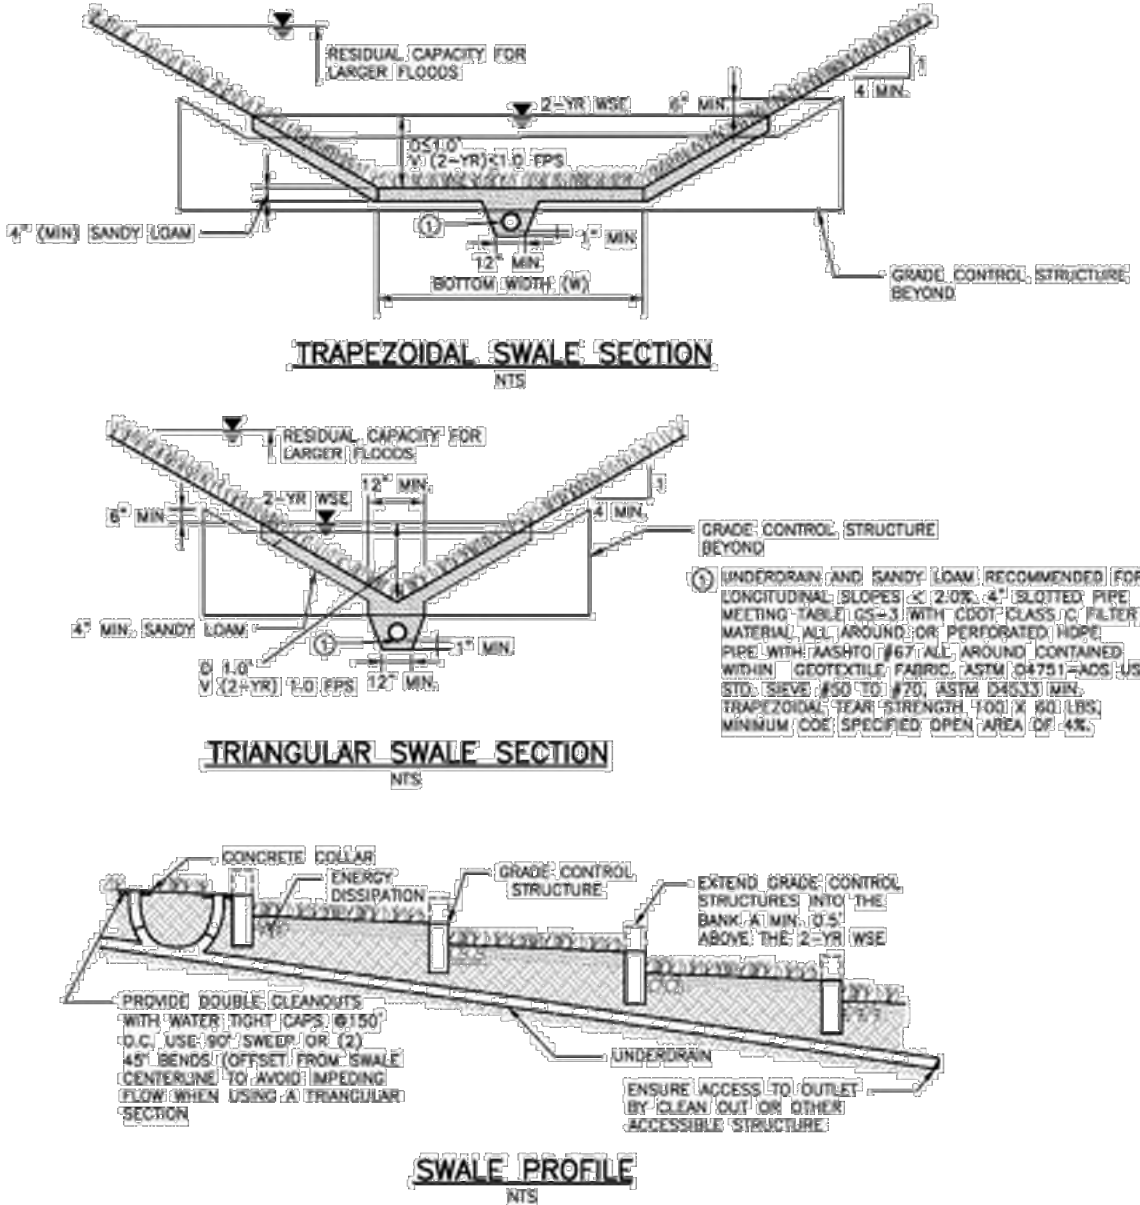 RESIDUAL CAPACITY FOR
LARGER FLOODS
2-YR WSE
6" MIN.
1
4 MIN.
D≤1.0'
V (2-YR)≤1.0 FPS
4" (MIN) SANDY LOAM
1
1" MIN
12" MIN.
BOTTOM WIDTH (W)
GRADE CONTROL STRUCTURE
BEYOND
TRAPEZOIDAL SWALE SECTION
NTS
RESIDUAL CAPACITY FOR
LARGER FLOODS
12" MIN.
2-YR WSE
6" MIN
1
4 MIN.
GRADE CONTROL STRUCTURE
BEYOND
4" MIN. SANDY LOAM
1
1" MIN.
D 1.0'
V (2-YR) 1.0 FPS
12" MIN.
1 UNDERDRAIN AND SANDY LOAM RECOMMENDED FOR
LONGITUDINAL SLOPES < 2.0%. 4" SLOTTED PIPE
MEETING TABLE GS-3 WITH CDOT CLASS C FILTER
MATERIAL ALL AROUND OR PERFORATED HDPE
PIPE WITH AASHTO #67 ALL AROUND CONTAINED
WITHIN GEOTEXTILE FABRIC. ASTM D4751-AOS US
STD. SIEVE #50 TO #70, ASTM D4533 MIN.
TRAPEZOIDAL TEAR STRENGTH 100 X 60 LBS,
MINIMUM COE SPECIFIED OPEN AREA OF 4%.
TRIANGULAR SWALE SECTION
NTS
CONCRETE COLLAR
ENERGY
DISSIPATION
GRADE CONTROL
STRUCTURE
EXTEND GRADE CONTROL
STRUCTURES INTO THE
BANK A MIN. 0.5'
ABOVE THE 2-YR WSE
PROVIDE DOUBLE CLEANOUTS
WITH WATER TIGHT CAPS @150'
O.C. USE 90° SWEEP OR (2)
45° BENDS (OFFSET FROM SWALE
CENTERLINE TO AVOID IMPEDING
FLOW WHEN USING A TRIANGULAR
SECTION
UNDERDRAIN
ENSURE ACCESS TO OUTLET
BY CLEAN OUT OR OTHER
ACCESSIBLE STRUCTURE
SWALE PROFILE
NTS